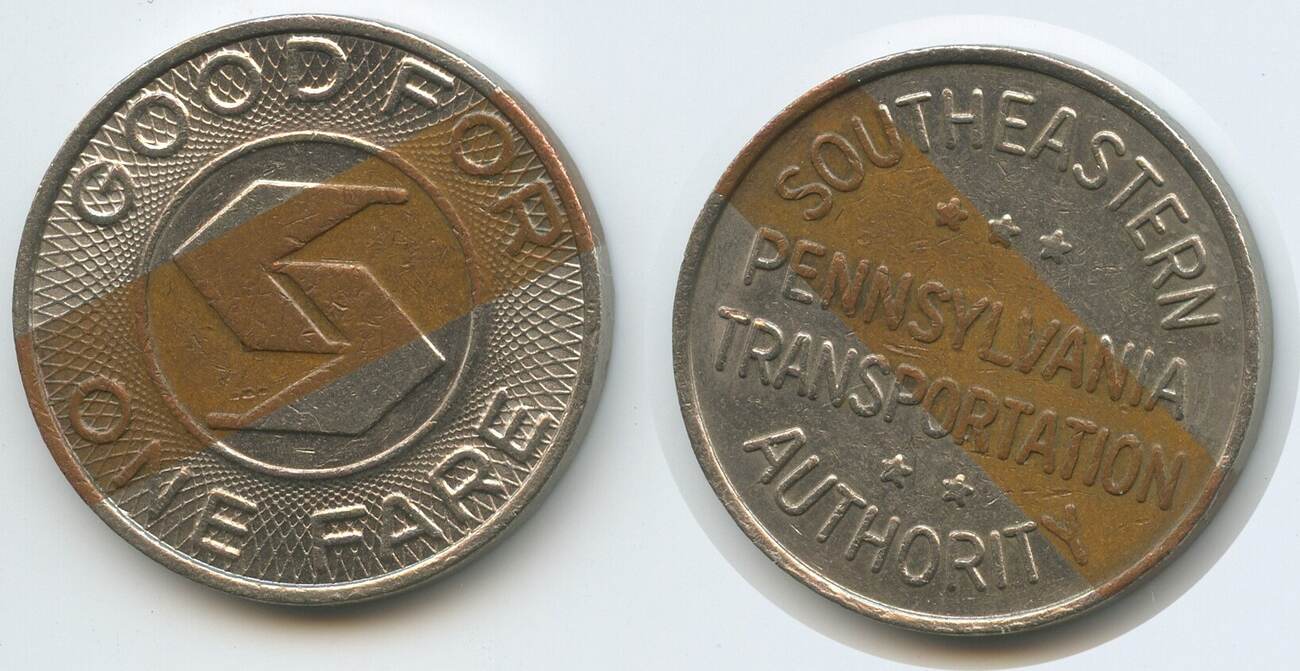 GOOD FOR
ONE FARE
SOUTHEASTERN
PENNSYLVANIA
TRANSPORTATION
AUTHORITY